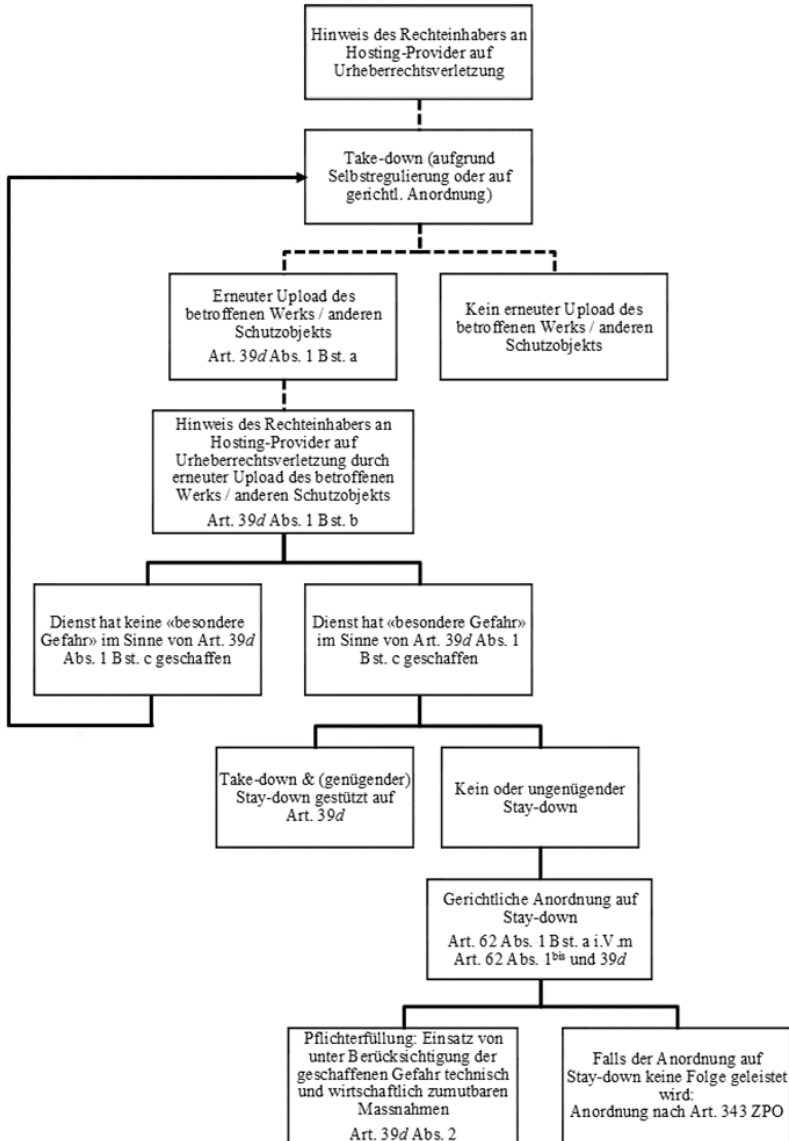 Hinweis des Rechteinhabers an
Hosting-Provider auf
Urheberrechtsverletzung
Take-down (aufgrund
Selbstregulierung oder auf
gerichtl. Anordnung)
Erneuter Upload des
betroffenen Werks / anderen
Schutzobjekts
Art. 39d Abs. 1 Bst. a
Kein erneuter Upload des
betroffenen Werks / anderen
Schutzobjekts
Hinweis des Rechteinhabers an
Hosting-Provider auf
Urheberrechtsverletzung durch
erneuter Upload des betroffenen
Werks / anderen Schutzobjekts
Art. 39d Abs. 1 Bst. b
Dienst hat keine «besondere
Gefahr» im Sinne von Art. 39d
Abs. 1 Bst. c geschaffen
Dienst hat «besondere Gefahr»
im Sinne von Art. 39d Abs. 1
Bst. c geschaffen
Take-down & (genügender)
Stay-down gestützt auf
Art. 39d
Kein oder ungenügender
Stay-down
Gerichtliche Anordnung auf
Stay-down
Art. 62 Abs. 1 Bst. a i.V.m
Art. 62 Abs. 1bis und 39d
Pflichterfüllung: Einsatz von
unter Berücksichtigung der
geschaffenen Gefahr technisch
und wirtschaftlich zumutbaren
Massnahmen
Art. 39d Abs. 2
Falls der Anordnung auf
Stay-down keine Folge geleistet
wird:
Anordnung nach Art. 343 ZPO